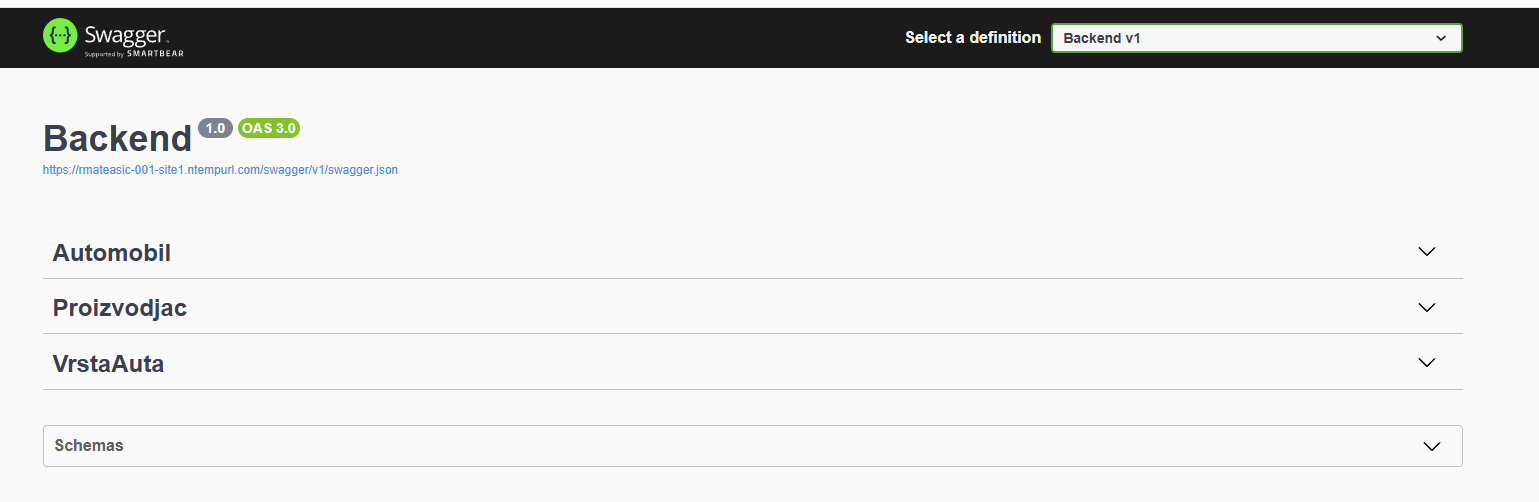 Swagger
Supported by SMARTBEAR
Select a definition
Backend v1
Backend 1.0 OAS 3.0
https://rmateasic-001-site1.ntempurl.com/swagger/v1/swagger.json
Automobil
Proizvodjac
VrstaAuta
Schemas